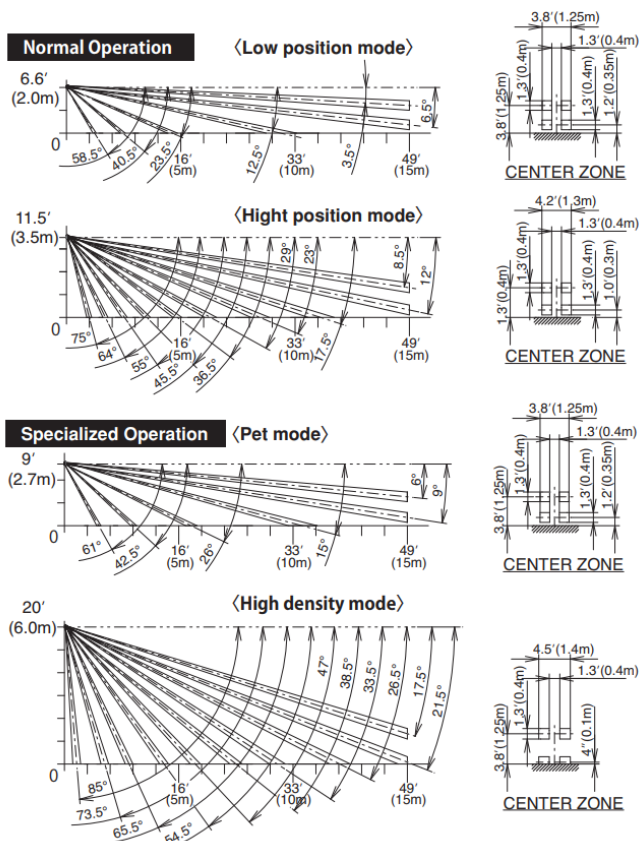 Normal Operation
〈Low position mode〉
6.6′
(2.0m)
0
58.5°
40.5°
23.5°
12.5°
3.5°
6.5°
16′
(5m)
33′
(10m)
49′
(15m)
3.8′(1.25m)
1.3′(0.4m)
1.3′(0.4m)
1.3′(0.4m)
1.2′(0.35m)
3.8′(1.25m)
CENTER ZONE
11.5′
(3.5m)
〈Hight position mode〉
0
75°
64°
55°
45.5°
36.5°
29°
23°
17.5°
8.5°
12°
16′
(5m)
33′
(10m)
49′
(15m)
4.2′(1.3m)
1.3′(0.4m)
1.3′(0.4m)
1.3′(0.4m)
1.0′(0.3m)
1.3′(0.4m)
CENTER ZONE
Specialized Operation
〈Pet mode〉
9′
(2.7m)
0
61°
42.5°
26°
15°
6°
9°
16′
(5m)
33′
(10m)
49′
(15m)
3.8′(1.25m)
1.3′(0.4m)
1.3′(0.4m)
1.3′(0.4m)
1.2′(0.35m)
3.8′(1.25m)
CENTER ZONE
20′
(6.0m)
〈High density mode〉
0
85°
73.5°
65.5°
54.5°
47°
38.5°
33.5°
26.5°
17.5°
21.5°
16′
(5m)
33′
(10m)
49′
(15m)
4.5′(1.4m)
1.3′(0.4m)
1.3′(0.4m)
3.8′(1.25m)
4″(0.1m)
CENTER ZONE